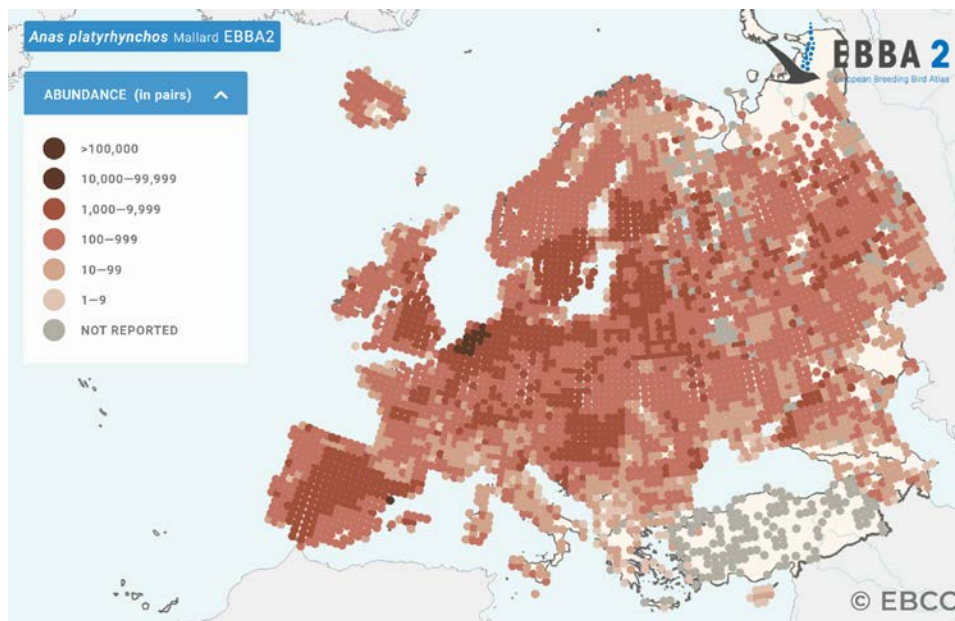 Anas platyrhynchos Mallard EBBA2
ABUNDANCE (in pairs)
>100,000
10,000—99,999
1,000—9,999
100—999
10—99
1—9
NOT REPORTED
EBBA 2
European Breeding Bird Atlas
© EBCC